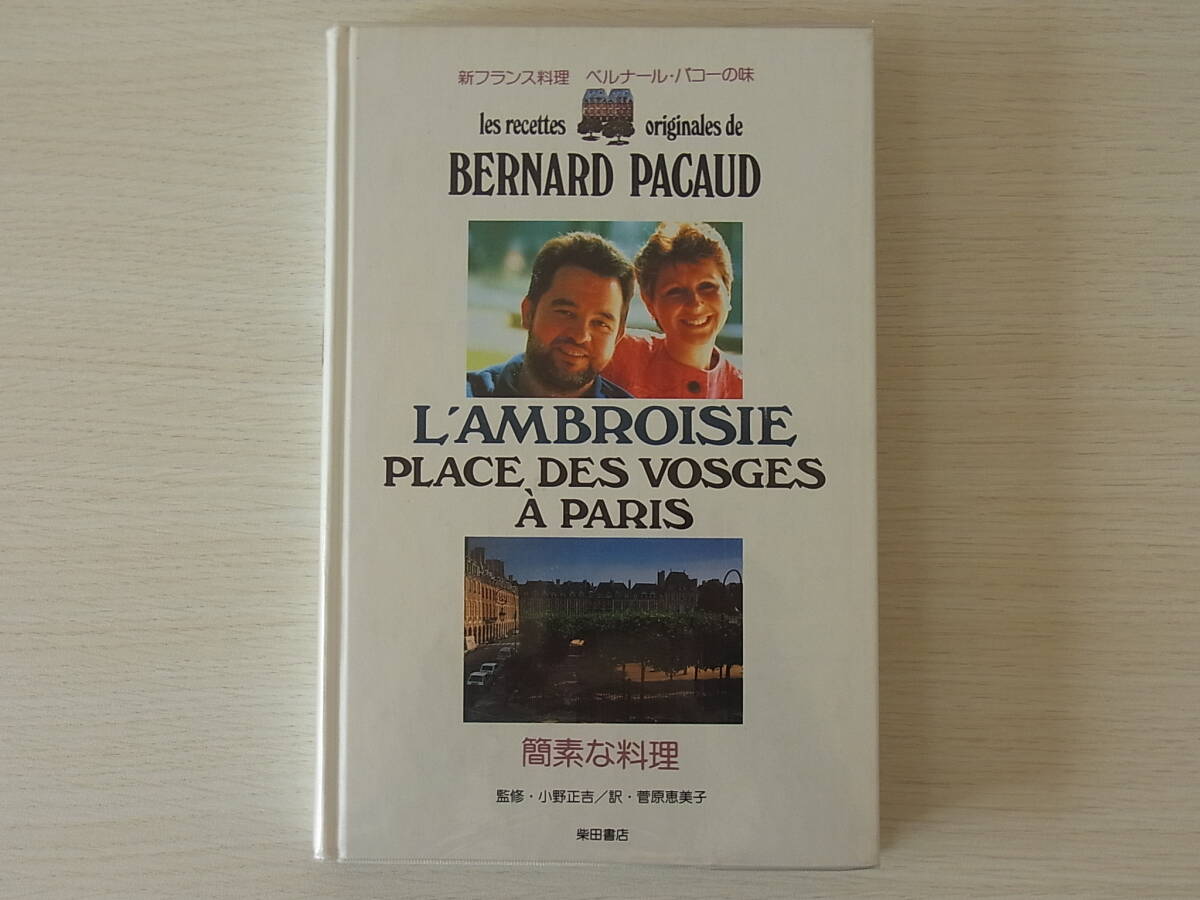 新フランス料理 ベルナール・パコーの味
les recettes originales de
BERNARD PACAUD
L'AMBROISIE
PLACE DES VOSGES
À PARIS
簡素な料理
監修・小野正吉／訳・菅原恵美子
柴田書店